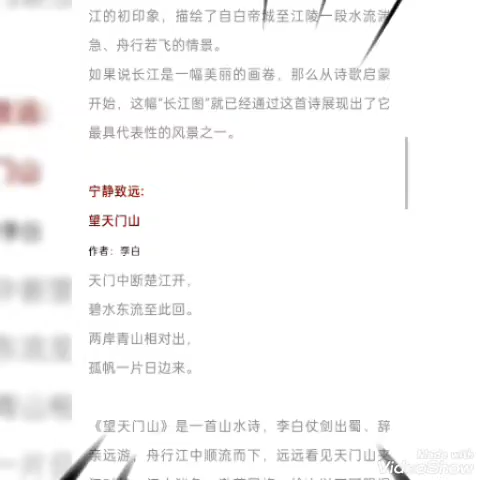 江的初印象，描绘了自白帝城至江陵一段水流湍
急、舟行若飞的情景。
如果说长江是一幅美丽的画卷，那么从诗歌启蒙
开始，这幅“长江图”就已经通过这首诗展现出了它
最具代表性的风景之一。
宁静致远:
望天门山
作者：李白
天门中断楚江开，
碧水东流至此回。
两岸青山相对出，
孤帆一片日边来。
《望天门山》是一首山水诗，李白仗剑出蜀、辞
亲远游，舟行江中顺流而下，远远看见天门山夹
Made with
VideoShow